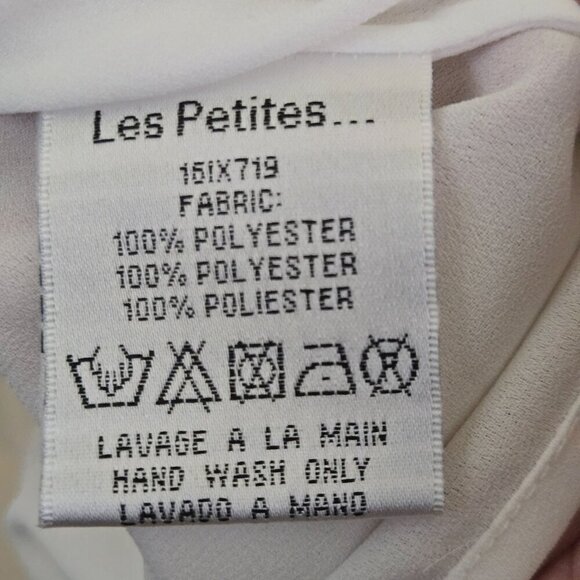 Les Petites...
161X719
FABRIC:
100% POLYESTER
100% POLYESTER
100% POLIESTER
LAVAGE A LA MAIN
HAND WASH ONLY
LAVADO A MANO